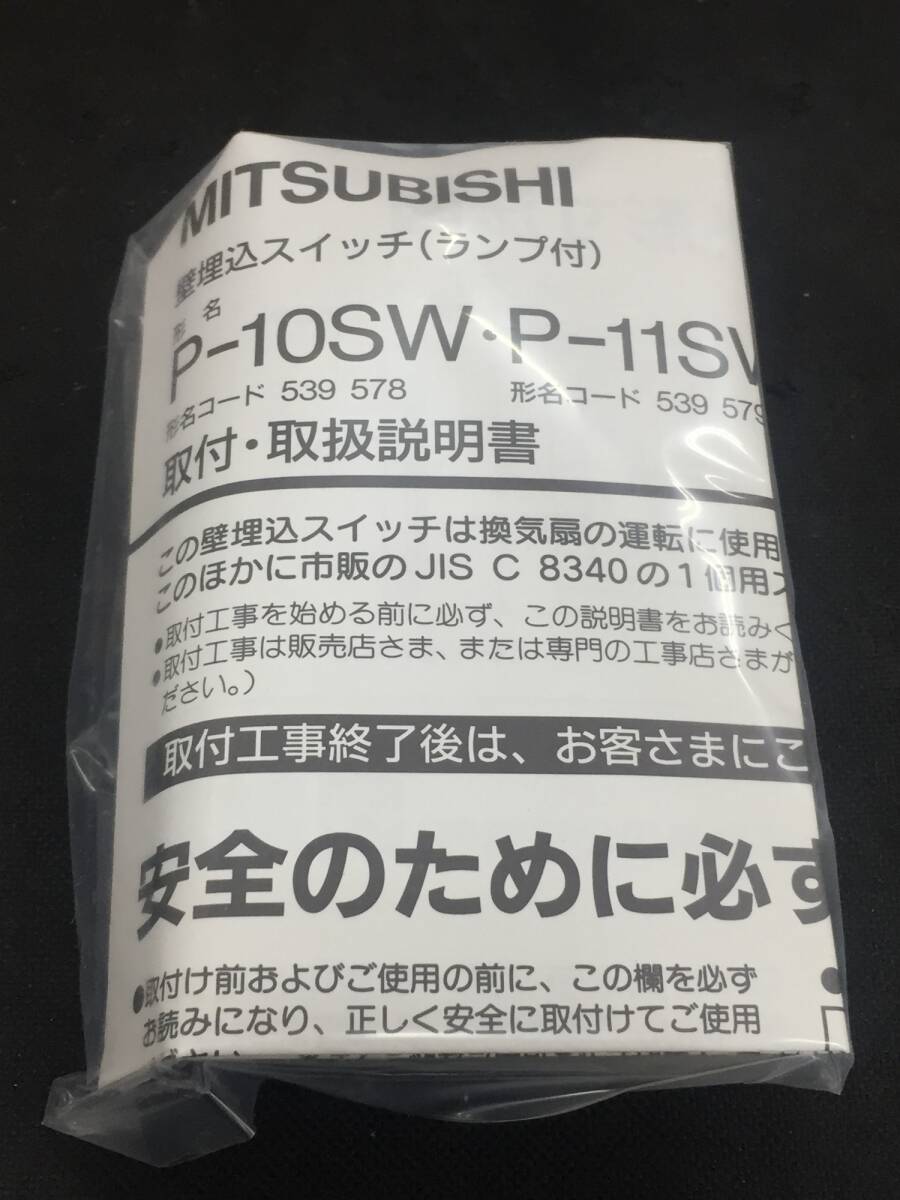 MITSUBISHI
壁埋込スイッチ(ランプ付)
形名
P-10SW・P-11SW
形名コード 539 578 形名コード 539 579
取付・取扱説明書
この壁埋込スイッチは換気扇の運転に使用
このほかに市販のJIS C 8340の1個用ス
●取付工事を始める前に必ず、この説明書をお読みく
●取付工事は販売店さま、または専門の工事店さまが
ださい。)
取付工事終了後は、お客さまにこ
安全のために必ず
●取付け前およびご使用の前に、この欄を必ず
お読みになり、正しく安全に取付けてご使用
ください。